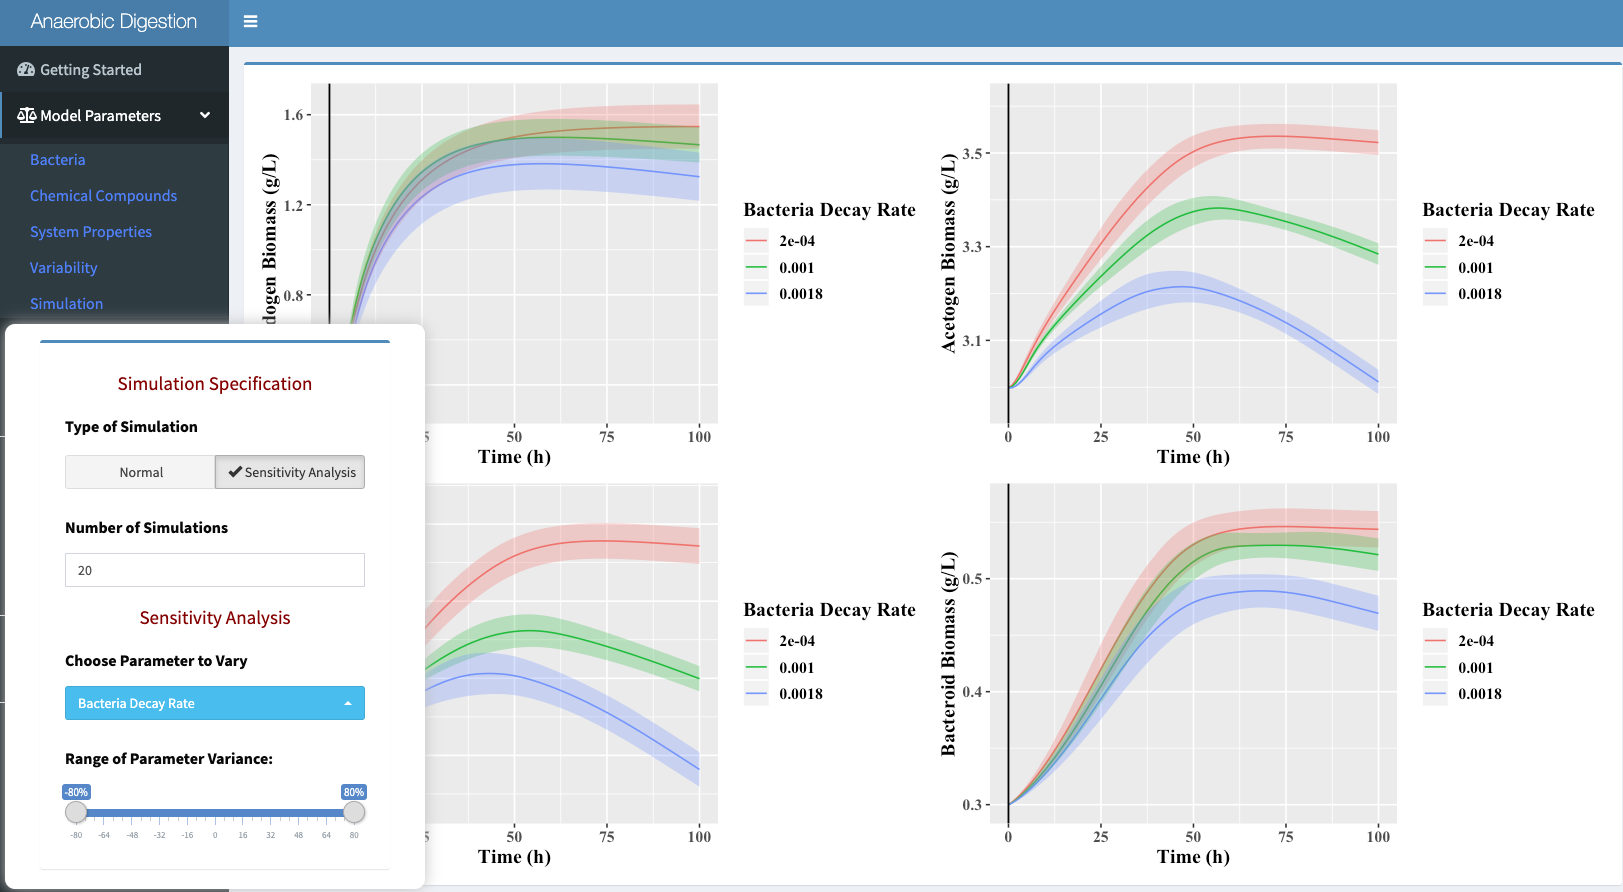 Anaerobic Digestion
Getting Started
Model Parameters
Bacteria
Chemical Compounds
System Properties
Variability
Simulation
Simulation Specification
Type of Simulation
Normal
Sensitivity Analysis
Number of Simulations
20
Sensitivity Analysis
Choose Parameter to Vary
Bacteria Decay Rate
Range of Parameter Variance:
-80% 80%
-80 -64 -48 -32 -16 0 16 32 48 64 80
dogen Biomass (g/L)
1.6
1.2
0.8
5 50 75 100
Time (h)
Bacteria Decay Rate
2e-04
0.001
0.0018
Acetogen Biomass (g/L)
3.5
3.3
3.1
0 25 50 75 100
Time (h)
Bacteria Decay Rate
2e-04
0.001
0.0018
5 50 75 100
Time (h)
Bacteria Decay Rate
2e-04
0.001
0.0018
Bacteroid Biomass (g/L)
0.5
0.4
0.3
0 25 50 75 100
Time (h)
Bacteria Decay Rate
2e-04
0.001
0.0018